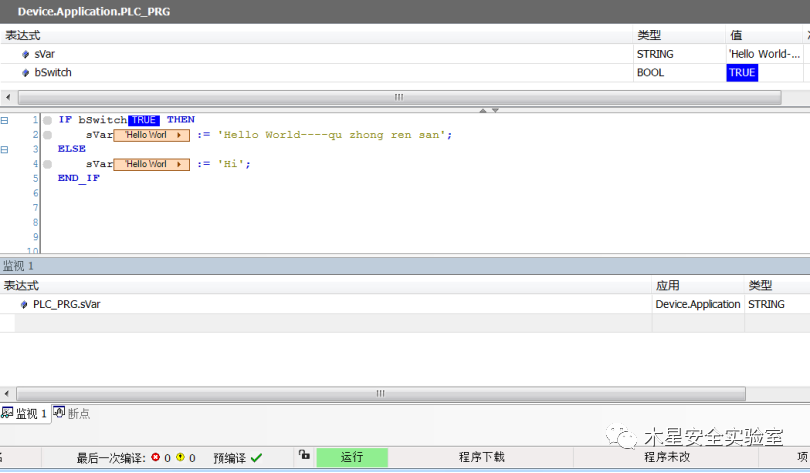 Device.Application.PLC_PRG
表达式 类型 值
sVar STRING 'Hello World-...
bSwitch BOOL TRUE
1 IF bSwitch TRUE THEN
2 sVar 'Hello Worl := 'Hello World----qu zhong ren san';
3 ELSE
4 sVar 'Hello Worl := 'Hi';
5 END_IF
6
7
8
9
10
监视 1
表达式 应用 类型
PLC_PRG.sVar Device.Application STRING
监视 1 断点
木星安全实验室
最后一次编译: 0 0 预编译 运行 程序下载 程序未改 项